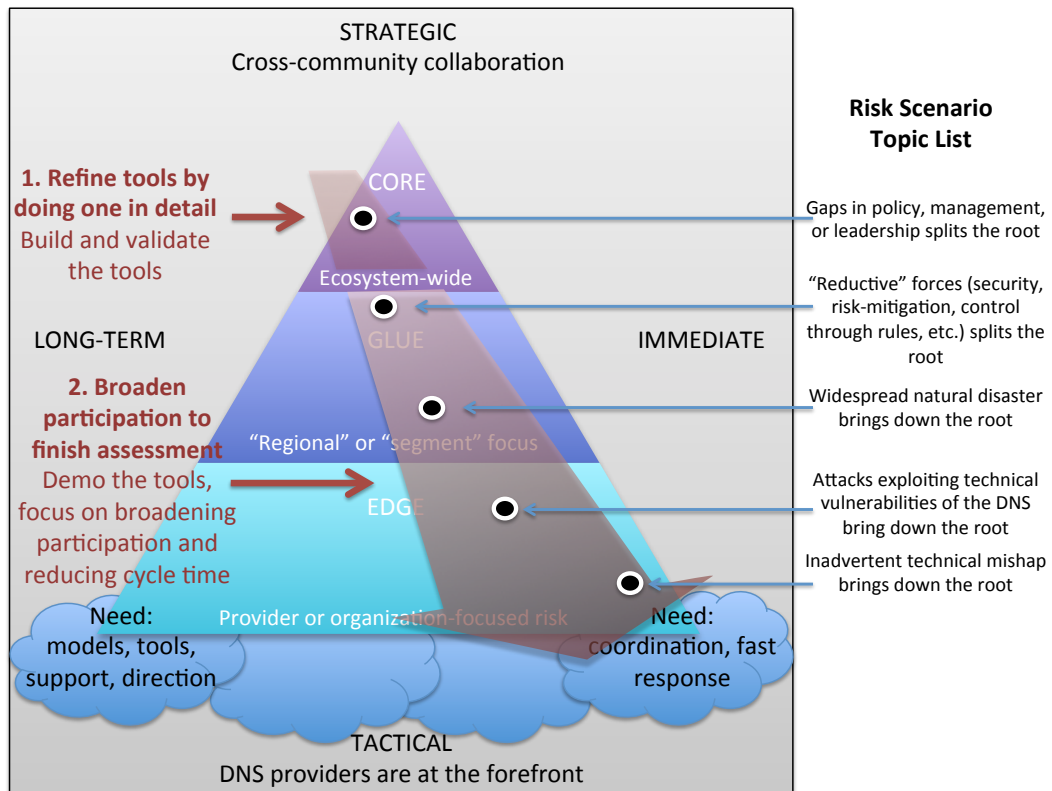 STRATEGIC
Cross-community collaboration
Risk Scenario
Topic List
1. Refine tools by
doing one in detail
Build and validate
the tools
CORE
Ecosystem-wide
Gaps in policy, management,
or leadership splits the root
“Reductive” forces (security,
risk-mitigation, control
through rules, etc.) splits the
root
LONG-TERM
GLUE
IMMEDIATE
2. Broaden
participation to
finish assessment
Demo the tools,
focus on broadening
participation and
reducing cycle time
“Regional” or “segment” focus
Widespread natural disaster
brings down the root
EDGE
Attacks exploiting technical
vulnerabilities of the DNS
bring down the root
Inadvertent technical mishap
brings down the root
Provider or organization-focused risk
Need:
models, tools,
support, direction
Need:
coordination, fast
response
TACTICAL
DNS providers are at the forefront